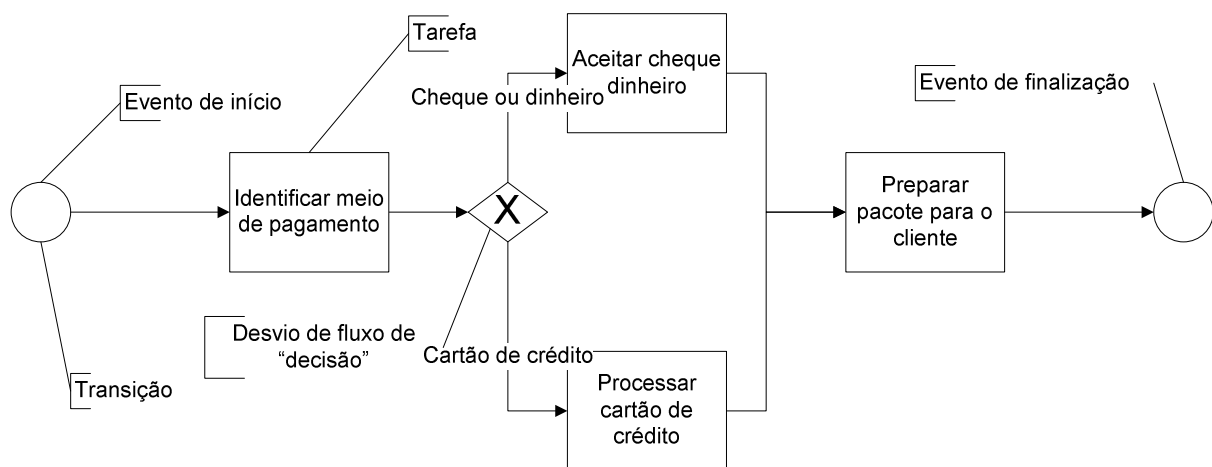 Tarefa
Aceitar cheque
dinheiro
Evento de finalização
Evento de início
Cheque ou dinheiro
Identificar meio
de pagamento
X
Preparar
pacote para o
cliente
Desvio de fluxo de
“decisão”
Cartão de crédito
Transição
Processar
cartão de
crédito